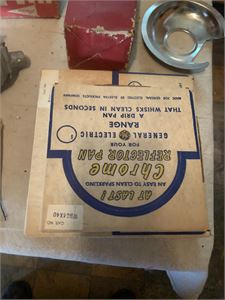 AT LAST!
AN EASY TO CLEAN SPARKLING
Chrome
REFLECTOR PAN
FOR YOUR
GENERAL ELECTRIC
RANGE
A DRIP PAN
THAT WHISKS CLEAN IN SECONDS
CAT. NO.